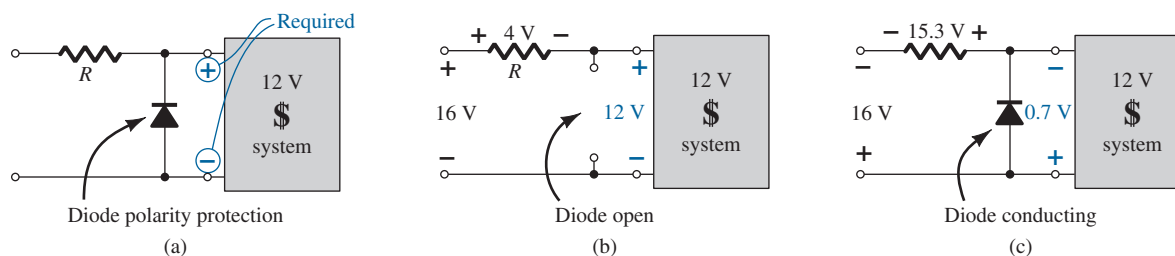 Required
+
R
12 V
$
system
−
Diode polarity protection
(a)
+ 4 V −
R
+ +
16 V 12 V
12 V
$
system
− −
Diode open
(b)
− 15.3 V +
− −
16 V 0.7 V
12 V
$
system
+ +
Diode conducting
(c)